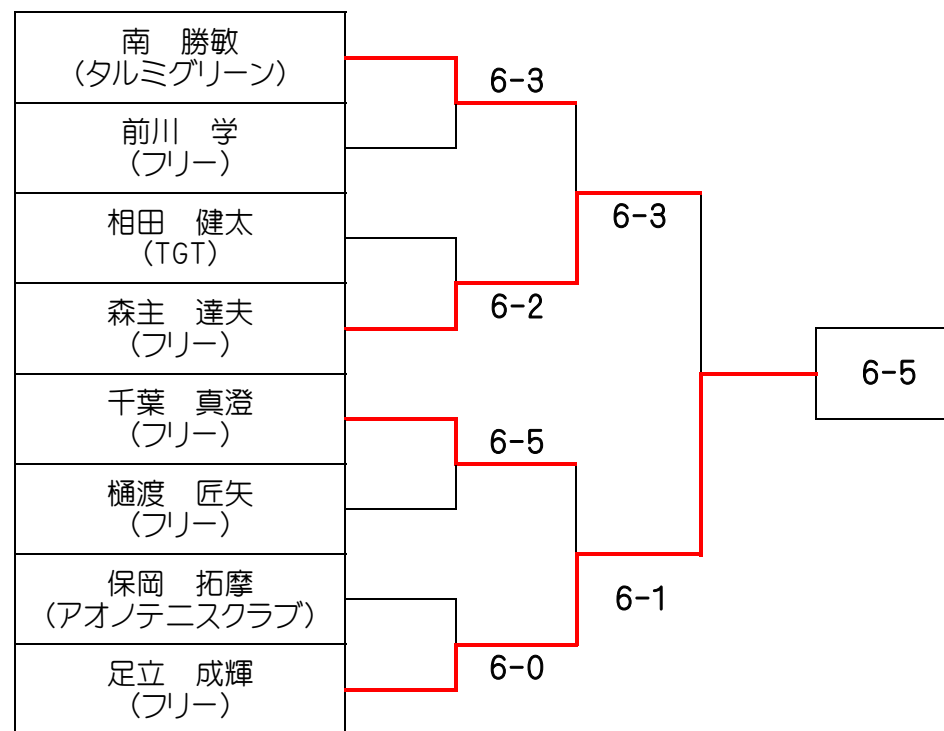 南　勝敏
（タルミグリーン）
前川　学
（フリー）
相田　健太
（TGT）
森主　達夫
（フリー）
千葉　真澄
（フリー）
樋渡　匠矢
（フリー）
保岡　拓摩
（アオノテニスクラブ）
足立　成輝
（フリー）
6-3
6-2
6-5
6-0
6-3
6-1
6-5